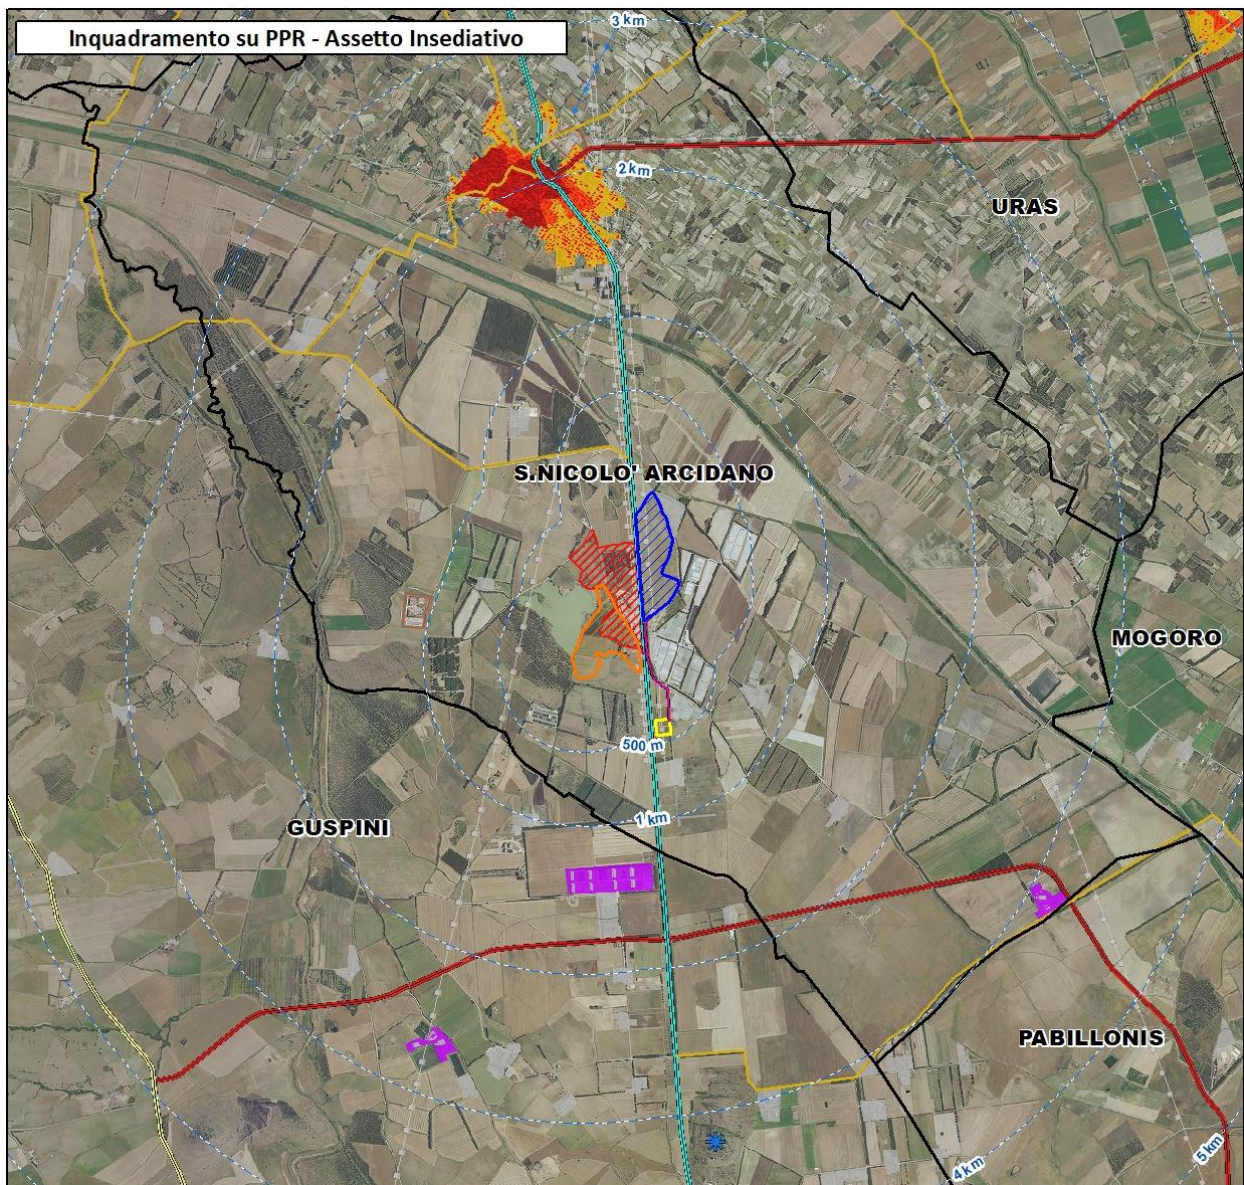 3 km
Inquadramento su PPR - Assetto Insediativo
2 km
URAS
S.NICOLO' ARCIDANO
MOGORO
500 m
1 km
GUSPINI
PABILLONIS
5 km
4 km